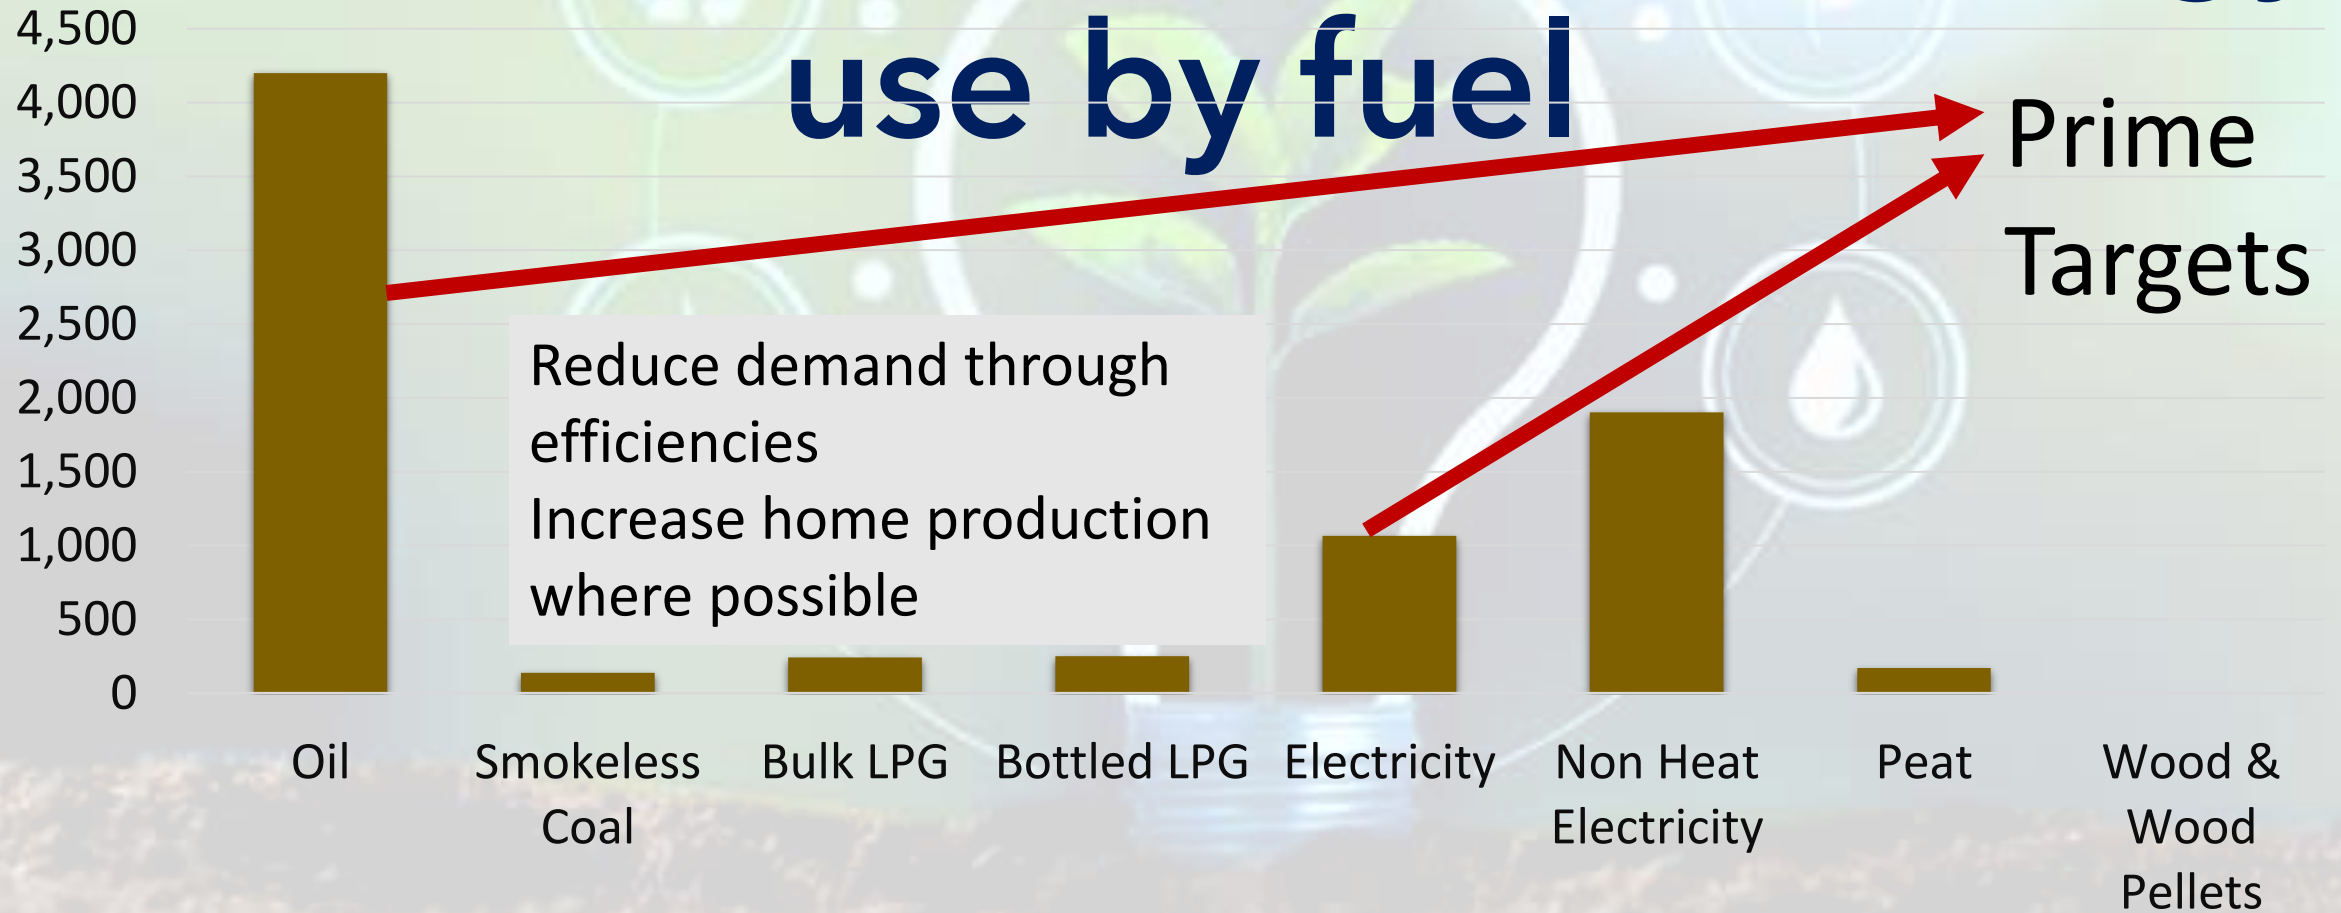 use by fuel
4,500
4,000
3,500
3,000
2,500
2,000
1,500
1,000
500
0
Prime
Targets
Reduce demand through
efficiencies
Increase home production
where possible
Oil
Smokeless
Coal
Bulk LPG
Bottled LPG
Electricity
Non Heat
Electricity
Peat
Wood &
Wood
Pellets